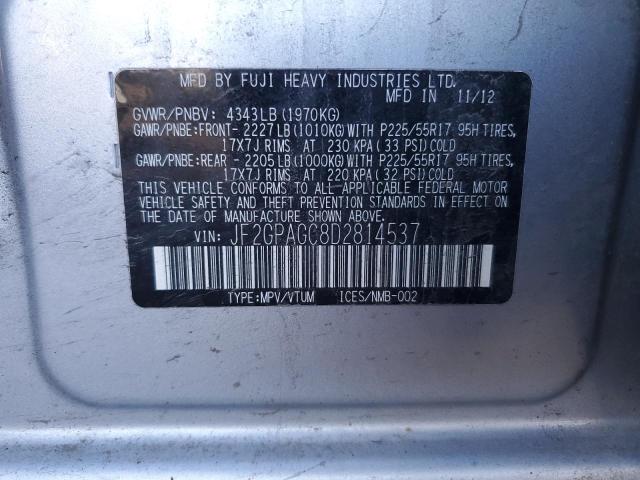 MFD BY FUJI HEAVY INDUSTRIES LTD.
MFD IN 11/12
GVWR/PNBV: 4343LB(1970KG)
GAWR/PNBE:FRONT- 2227LB(1010KG)WITH P225/55R17 95H TIRES,
17X7J RIMS AT 230 KPA(33 PSI)COLD
GAWR/PNBE:REAR - 2205LB(1000KG)WITH P225/55R17 95H TIRES,
17X7J RIMS AT 220 KPA(32 PSI)COLD
THIS VEHICLE CONFORMS TO ALL APPLICABLE FEDERAL MOTOR
VEHICLE SAFETY AND THEFT PREVENTION STANDARDS IN EFFECT
ON THE DATE OF MANUFACTURE SHOWN ABOVE.
VIN: JF2GPAGC8D2814537
TYPE:MPV/VTUM ICES/NMB-002